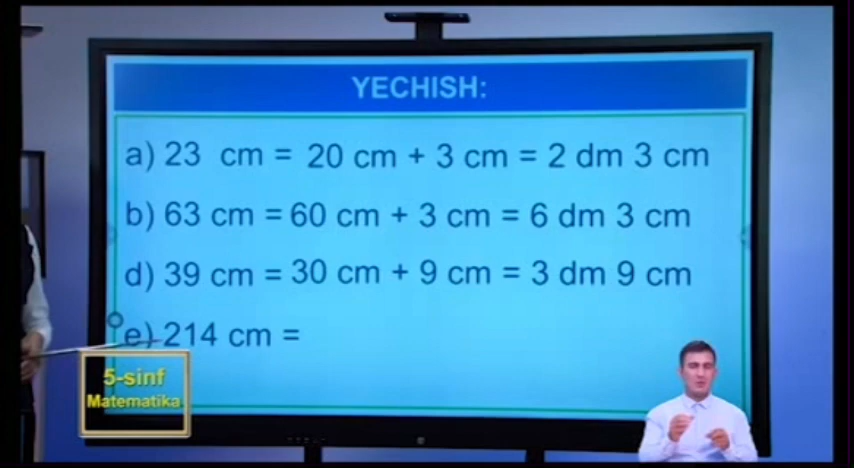 YECHISH:
a) 23 cm = 20 cm + 3 cm = 2 dm 3 cm
b) 63 cm = 60 cm + 3 cm = 6 dm 3 cm
d) 39 cm = 30 cm + 9 cm = 3 dm 9 cm
e) 214 cm =
5-sinf
Matematika